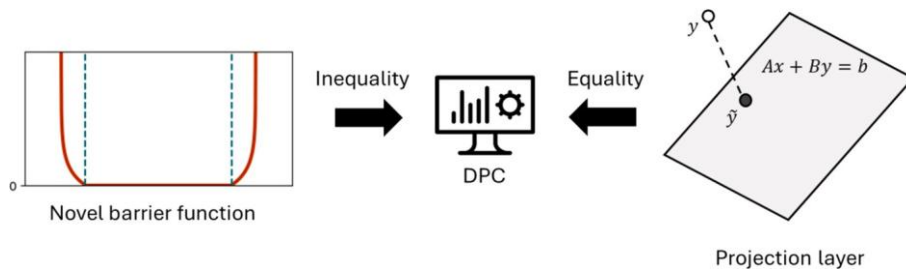 0
Novel barrier function
Inequality
DPC
Equality
y
Ax + By = b
ỹ
Projection layer